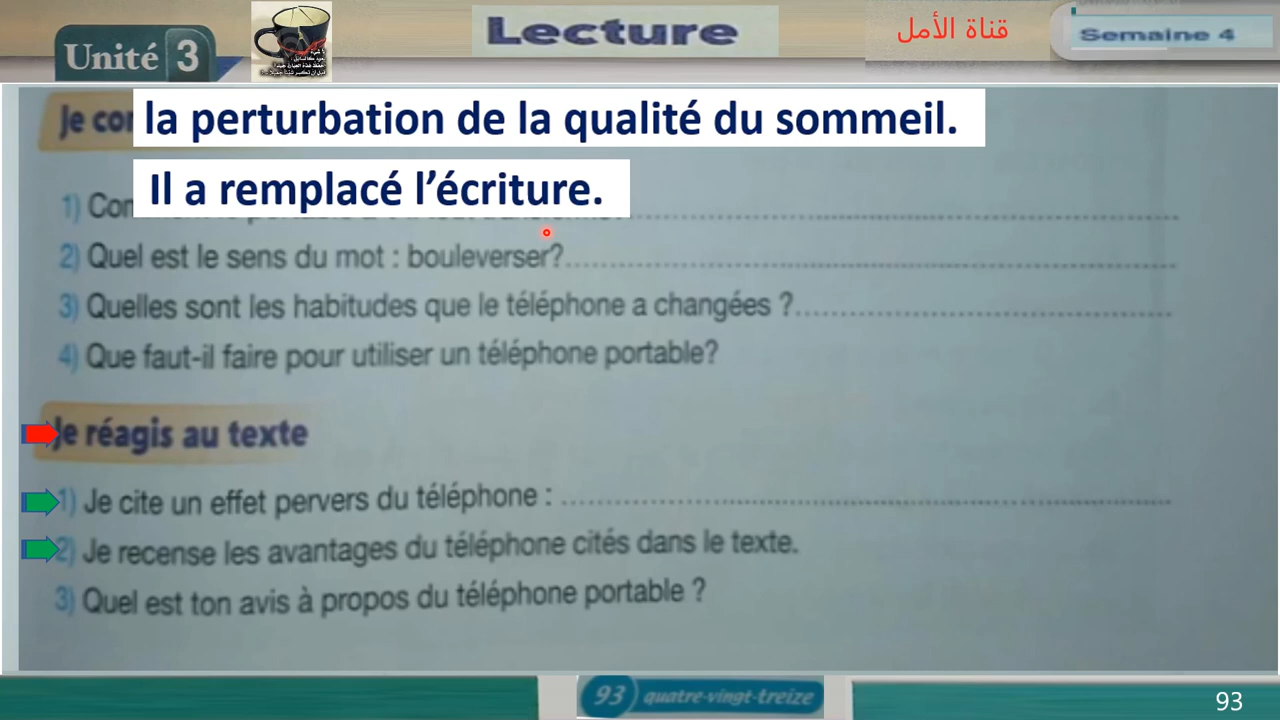 Unité 3
Lecture
قناة الأمل
Semaine 4
Je
la perturbation de la qualité du sommeil.
Il a remplacé l’écriture.
1)
2) Quel est le sens du mot : bouleverser?
3) Quelles sont les habitudes que le téléphone a changées ?
4) Que faut-il faire pour utiliser un téléphone portable?
Je réagis au texte
1) Je cite un effet pervers du téléphone :
2) Je recense les avantages du téléphone cités dans le texte.
3) Quel est ton avis à propos du téléphone portable ?
93 quatre-vingt-treize
93